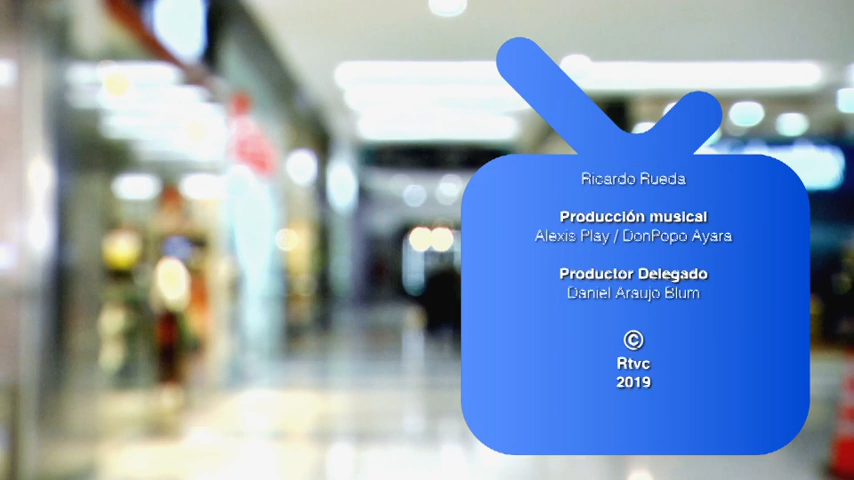 Ricardo Rueda
Producción musical
Alexis Play / DonPopo Ayara
Productor Delegado
Daniel Araujo Blum
©
Rtvc
2019